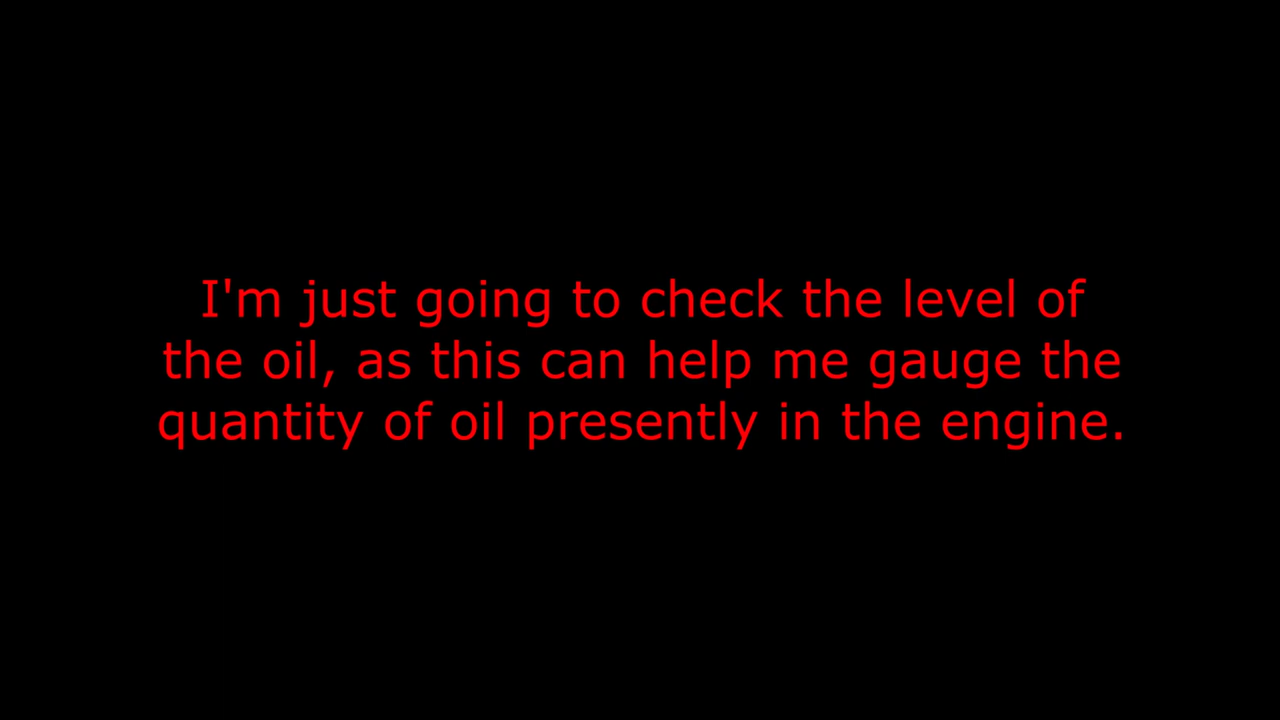 I'm just going to check the level of
the oil, as this can help me gauge the
quantity of oil presently in the engine.